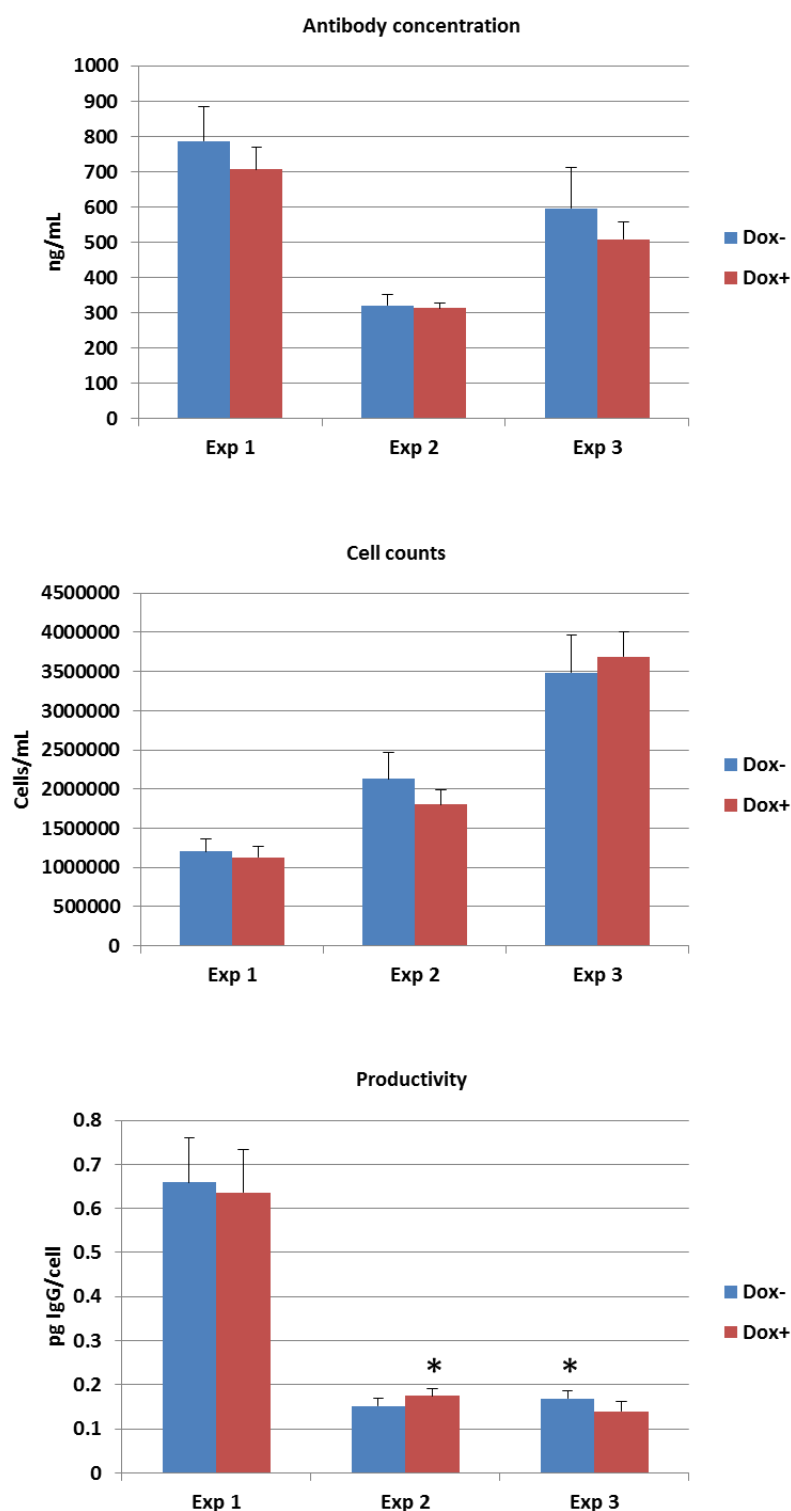 Antibody concentration
1000
900
800
700
600
500
400
300
200
100
0
ng/mL
Exp 1 Exp 2 Exp 3
Dox-
Dox+
Cell counts
4500000
4000000
3500000
3000000
2500000
2000000
1500000
1000000
500000
0
Cells/mL
Exp 1 Exp 2 Exp 3
Dox-
Dox+
Productivity
0.8
0.7
0.6
0.5
0.4
0.3
0.2
0.1
0
pg IgG/cell
* *
Exp 1 Exp 2 Exp 3
Dox-
Dox+